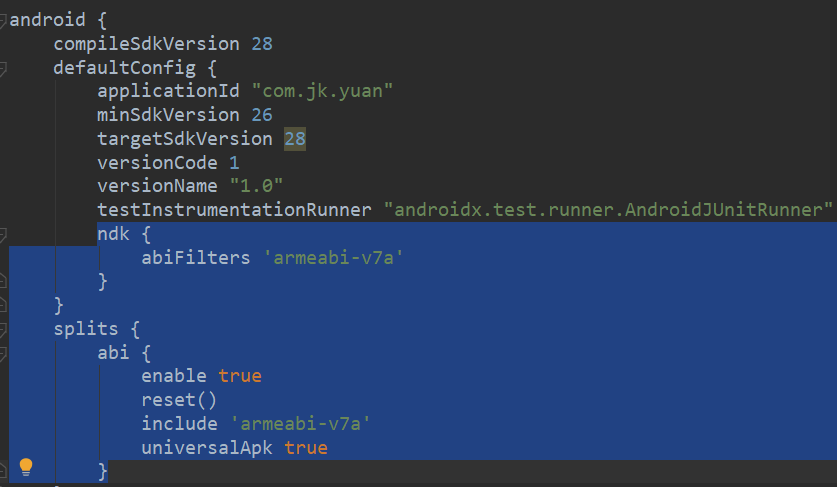 android {
    compileSdkVersion 28
    defaultConfig {
        applicationId "com.jk.yuan"
        minSdkVersion 26
        targetSdkVersion 28
        versionCode 1
        versionName "1.0"
        testInstrumentationRunner "androidx.test.runner.AndroidJUnitRunner"
        ndk {
            abiFilters 'armeabi-v7a'
        }
    }
    splits {
        abi {
            enable true
            reset()
            include 'armeabi-v7a'
            universalApk true
        }